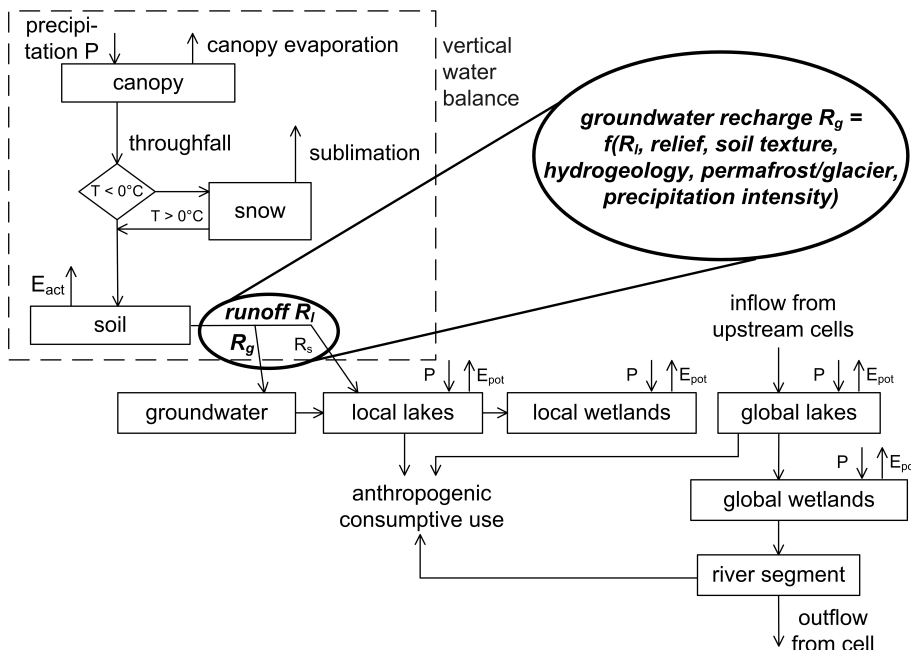 precipi-
tation P
canopy evaporation
vertical
water
balance
canopy
throughfall
sublimation
T < 0°C
T > 0°C
snow
E_act
soil
runoff R_l
R_g
R_s
groundwater recharge R_g =
f(R_l, relief, soil texture,
hydrogeology, permafrost/glacier,
precipitation intensity)
inflow from
upstream cells
P
E_pot
P
E_pot
P
E_pot
groundwater
local lakes
local wetlands
global lakes
P
E_po
anthropogenic
consumptive use
global wetlands
river segment
outflow
from cell